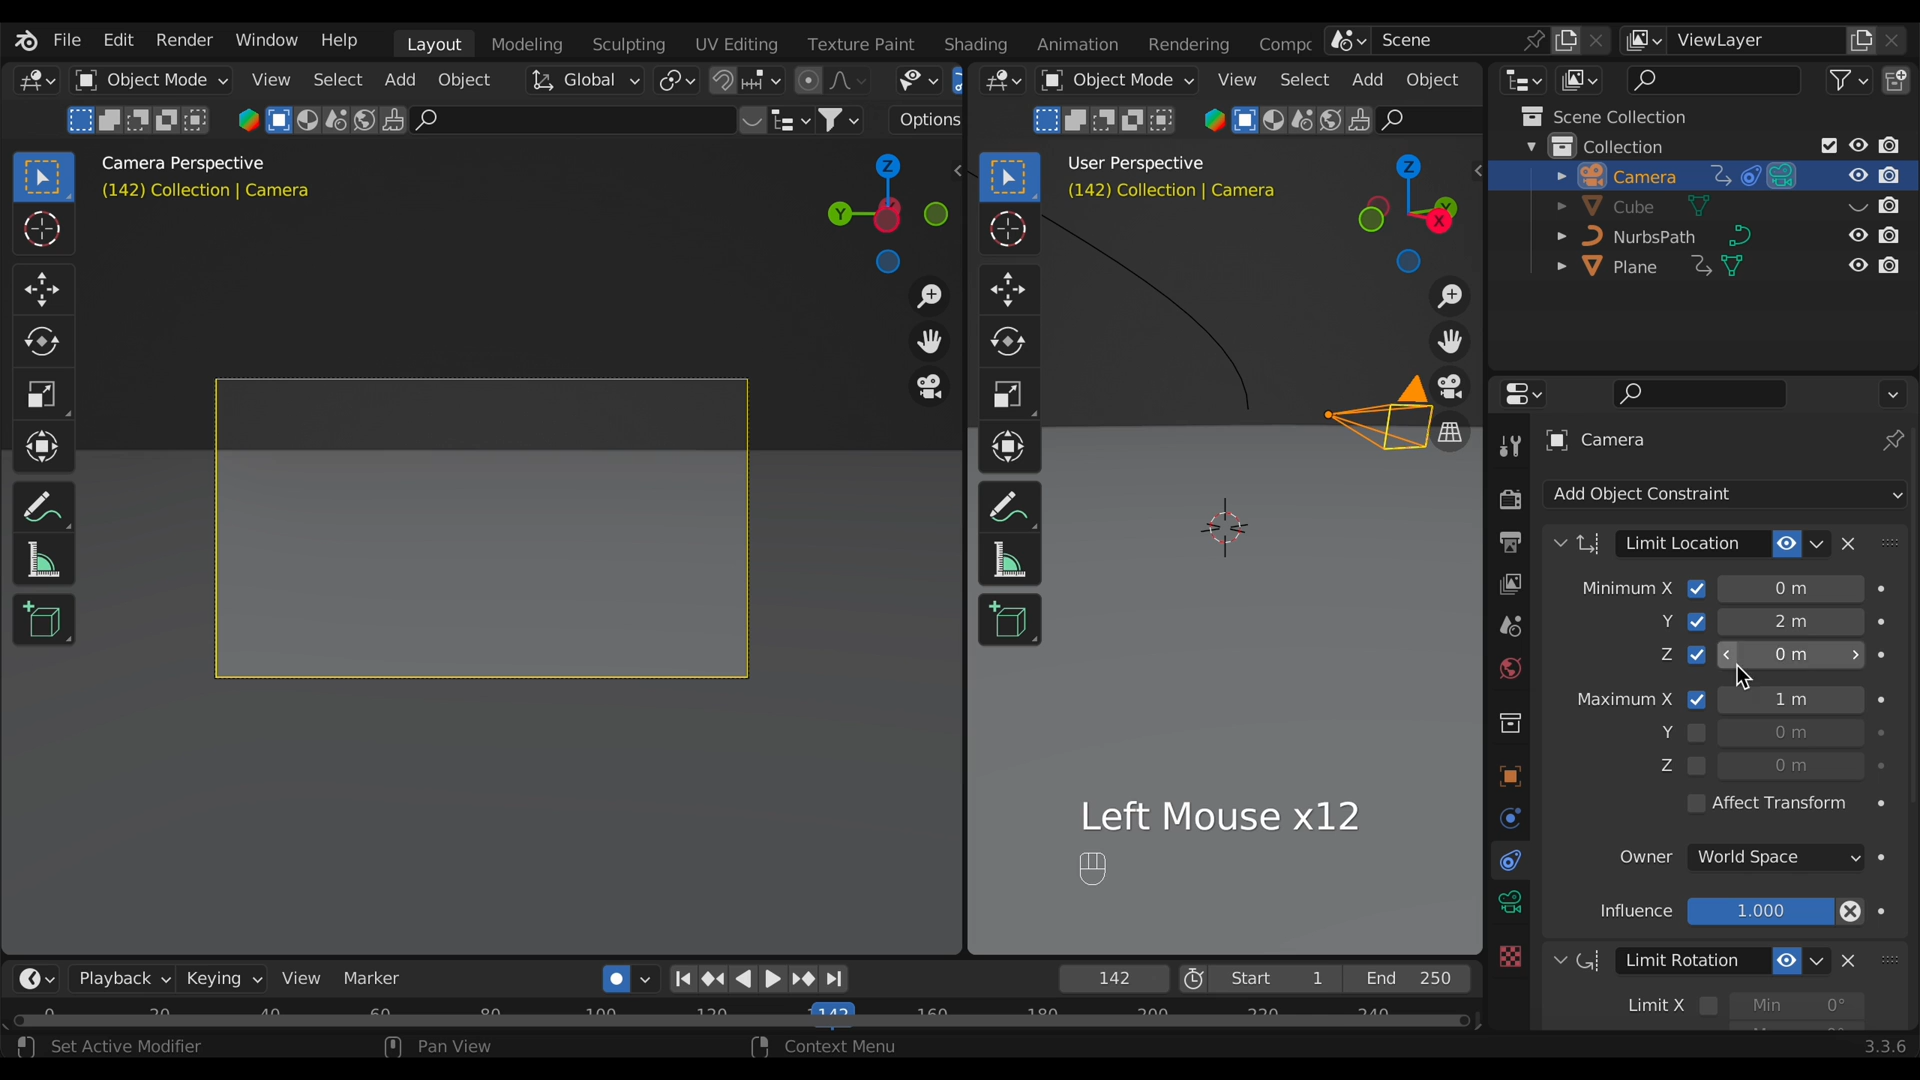 File Edit Render Window Help Layout Modeling Sculpting UV Editing Texture Paint Shading Animation Rendering Compc Scene ViewLayer
Object Mode View Select Add Object Global Object Mode View Select Add Object
Options
Camera Perspective
(142) Collection | Camera
Z
Y
User Perspective
(142) Collection | Camera
Z
Y
X
Scene Collection
Collection
Camera
Cube
NurbsPath
Plane
Camera
Add Object Constraint
Limit Location
Minimum X 0 m
Y 2 m
Z 0 m
Maximum X 1 m
Y 0 m
Z 0 m
Affect Transform
Owner World Space
Influence 1.000
Limit Rotation
Limit X Min 0°
Left Mouse x12
Playback Keying View Marker 142 Start 1 End 250
0 20 40 60 80 100 120 142 160 180 200 220 240
Set Active Modifier Pan View Context Menu 3.3.6